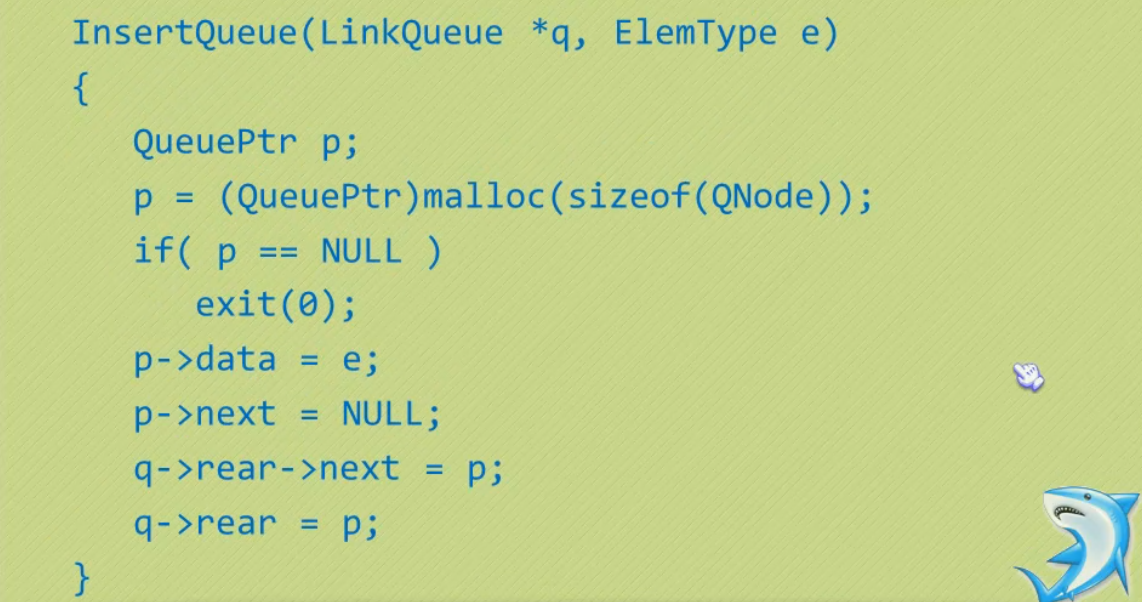 InsertQueue(LinkQueue *q, ElemType e)
{
QueuePtr p;
p = (QueuePtr)malloc(sizeof(QNode));
if( p == NULL )
exit(0);
p->data = e;
p->next = NULL;
q->rear->next = p;
q->rear = p;
}